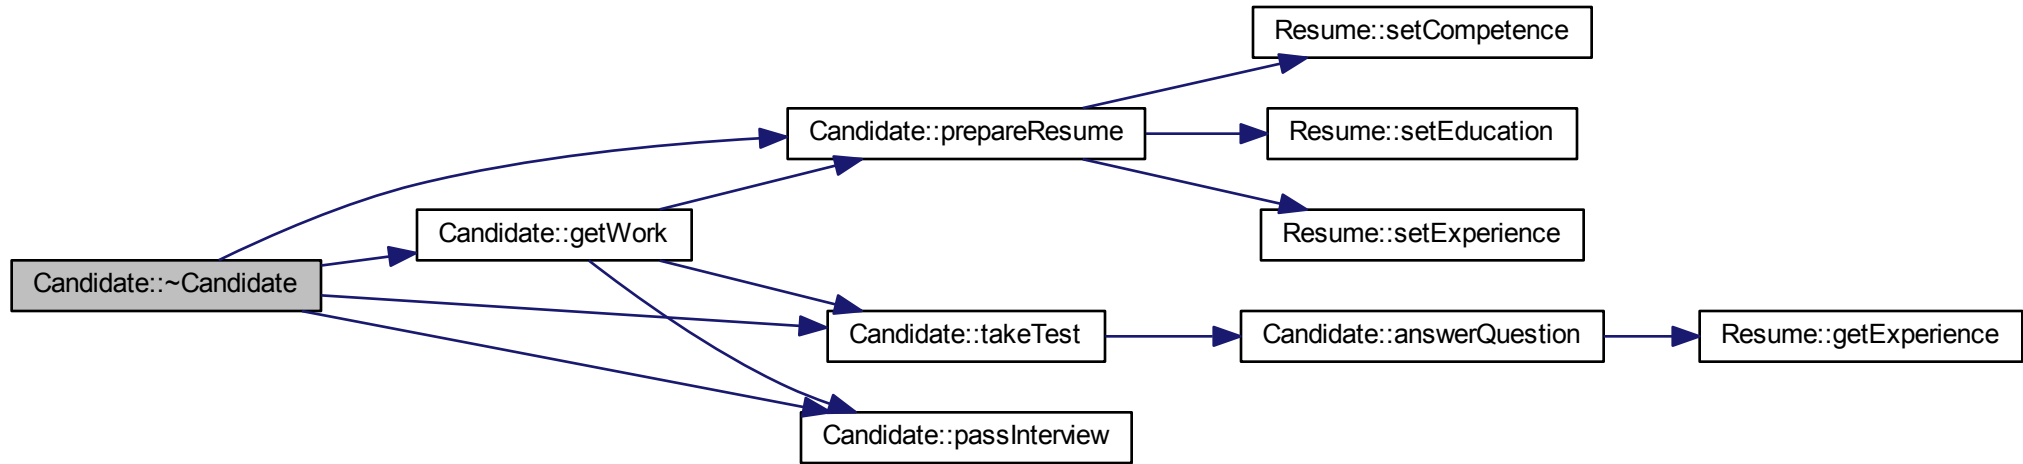 Resume::setCompetence
Candidate::prepareResume
Resume::setEducation
Candidate::getWork
Resume::setExperience
Candidate::~Candidate
Candidate::takeTest
Candidate::answerQuestion
Resume::getExperience
Candidate::passInterview